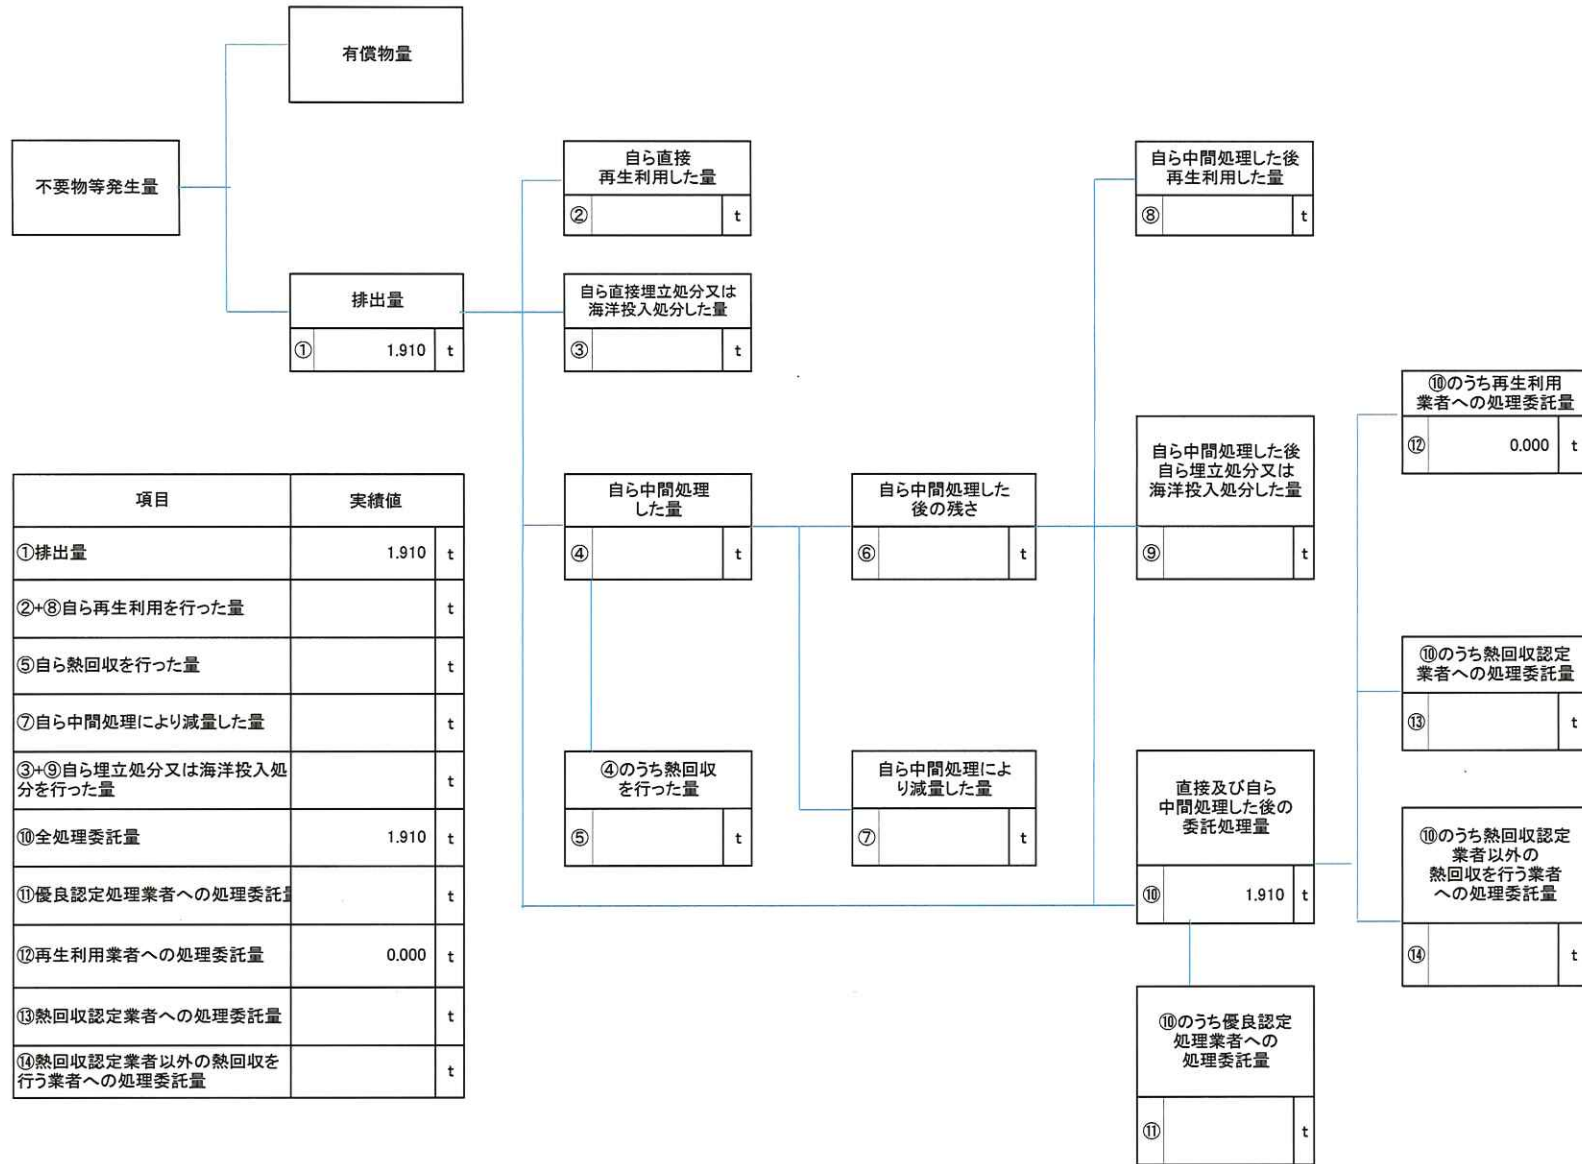 有償物量
不要物等発生量
自ら直接
再生利用した量
② t
自ら中間処理した後
再生利用した量
⑧ t
排出量
① 1.910 t
自ら直接埋立処分又は
海洋投入処分した量
③ t
⑩のうち再生利用
業者への処理委託量
⑫ 0.000 t
自ら中間処理
した量
④ t
自ら中間処理した
後の残さ
⑥ t
自ら中間処理した後
自ら埋立処分又は
海洋投入処分した量
⑨ t
⑩のうち熱回収認定
業者への処理委託量
⑬ t
④のうち熱回収
を行った量
⑤ t
自ら中間処理によ
り減量した量
⑦ t
直接及び自ら
中間処理した後の
委託処理量
⑩ 1.910 t
⑩のうち熱回収認定
業者以外の
熱回収を行う業者
への処理委託量
⑭ t
⑩のうち優良認定
処理業者への
処理委託量
⑪ t
項目 実績値
①排出量 1.910 t
②+⑧自ら再生利用を行った量 t
⑤自ら熱回収を行った量 t
⑦自ら中間処理により減量した量 t
③+⑨自ら埋立処分又は海洋投入処
分を行った量 t
⑩全処理委託量 1.910 t
⑪優良認定処理業者への処理委託量 t
⑫再生利用業者への処理委託量 0.000 t
⑬熱回収認定業者への処理委託量 t
⑭熱回収認定業者以外の熱回収を
行う業者への処理委託量 t